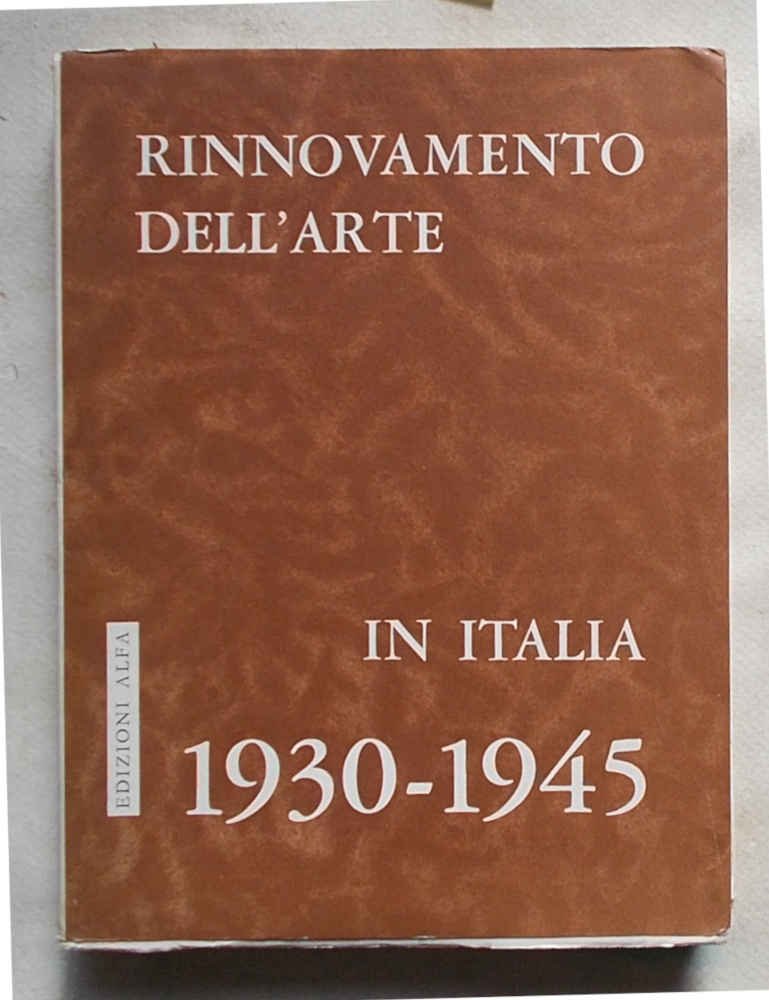 RINNOVAMENTO
DELL'ARTE
IN ITALIA
1930-1945
EDIZIONI ALFA